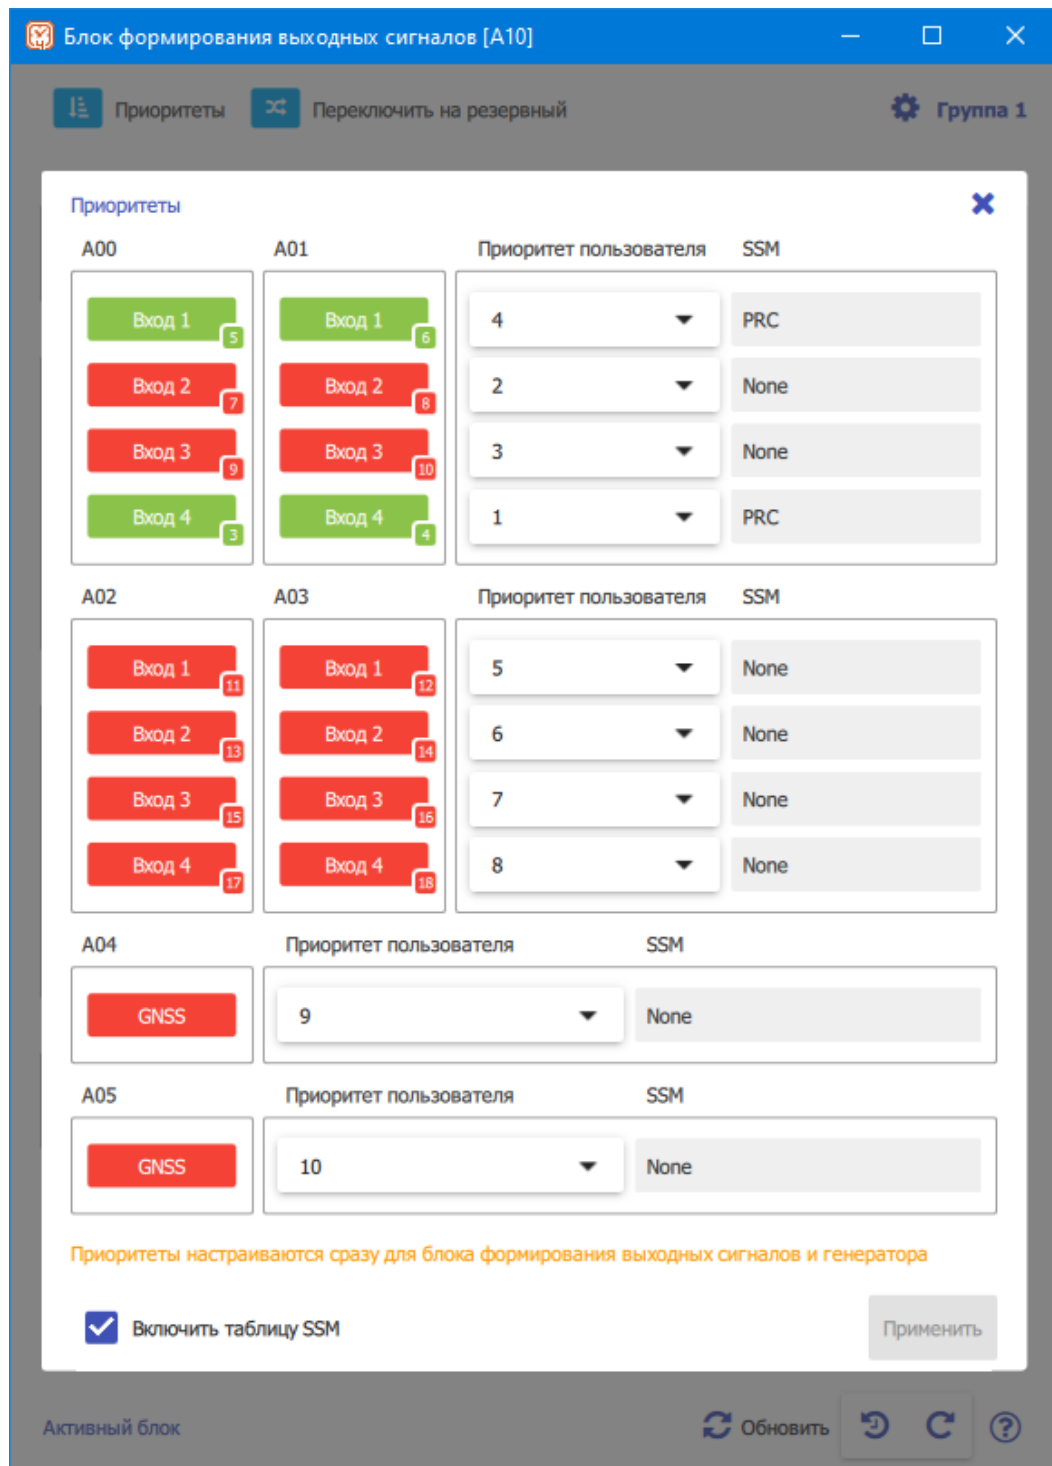 Блок формирования выходных сигналов [A10]
Приоритеты Переключить на резервный Группа 1
Приоритеты
A00 A01 Приоритет пользователя SSM
Вход 1 5 Вход 1 6 4 PRC
Вход 2 7 Вход 2 8 2 None
Вход 3 9 Вход 3 10 3 None
Вход 4 3 Вход 4 4 1 PRC
A02 A03 Приоритет пользователя SSM
Вход 1 11 Вход 1 12 5 None
Вход 2 13 Вход 2 14 6 None
Вход 3 15 Вход 3 16 7 None
Вход 4 17 Вход 4 18 8 None
A04 Приоритет пользователя SSM
GNSS 9 None
A05 Приоритет пользователя SSM
GNSS 10 None
Приоритеты настраиваются сразу для блока формирования выходных сигналов и генератора
Включить таблицу SSM Применить
Активный блок Обновить